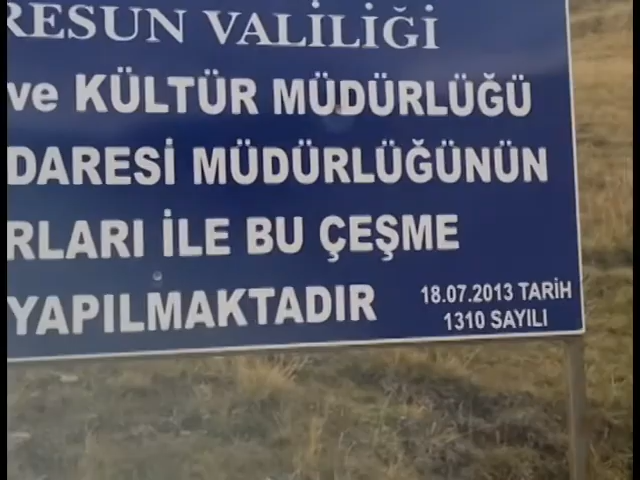 RESUN VALİLİĞİ
ve KÜLTÜR MÜDÜRLÜĞÜ
DARESİ MÜDÜRLÜĞÜNÜN
RLARI İLE BU ÇEŞME
YAPILMAKTADIR
18.07.2013 TARİH
1310 SAYILI